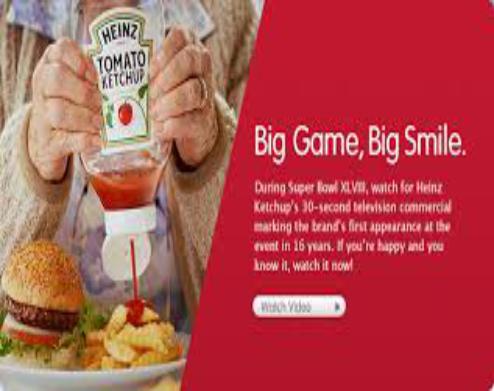 HEINZ
TOMATO
KETCHUP
Big Game, Big Smile.
During Super Bowl XLVIII, watch for Heinz
Ketchup's 30-second television commercial
marking the brand's first appearance at the
event in 16 years. If you're happy and you
know it, watch it now!
Watch Video